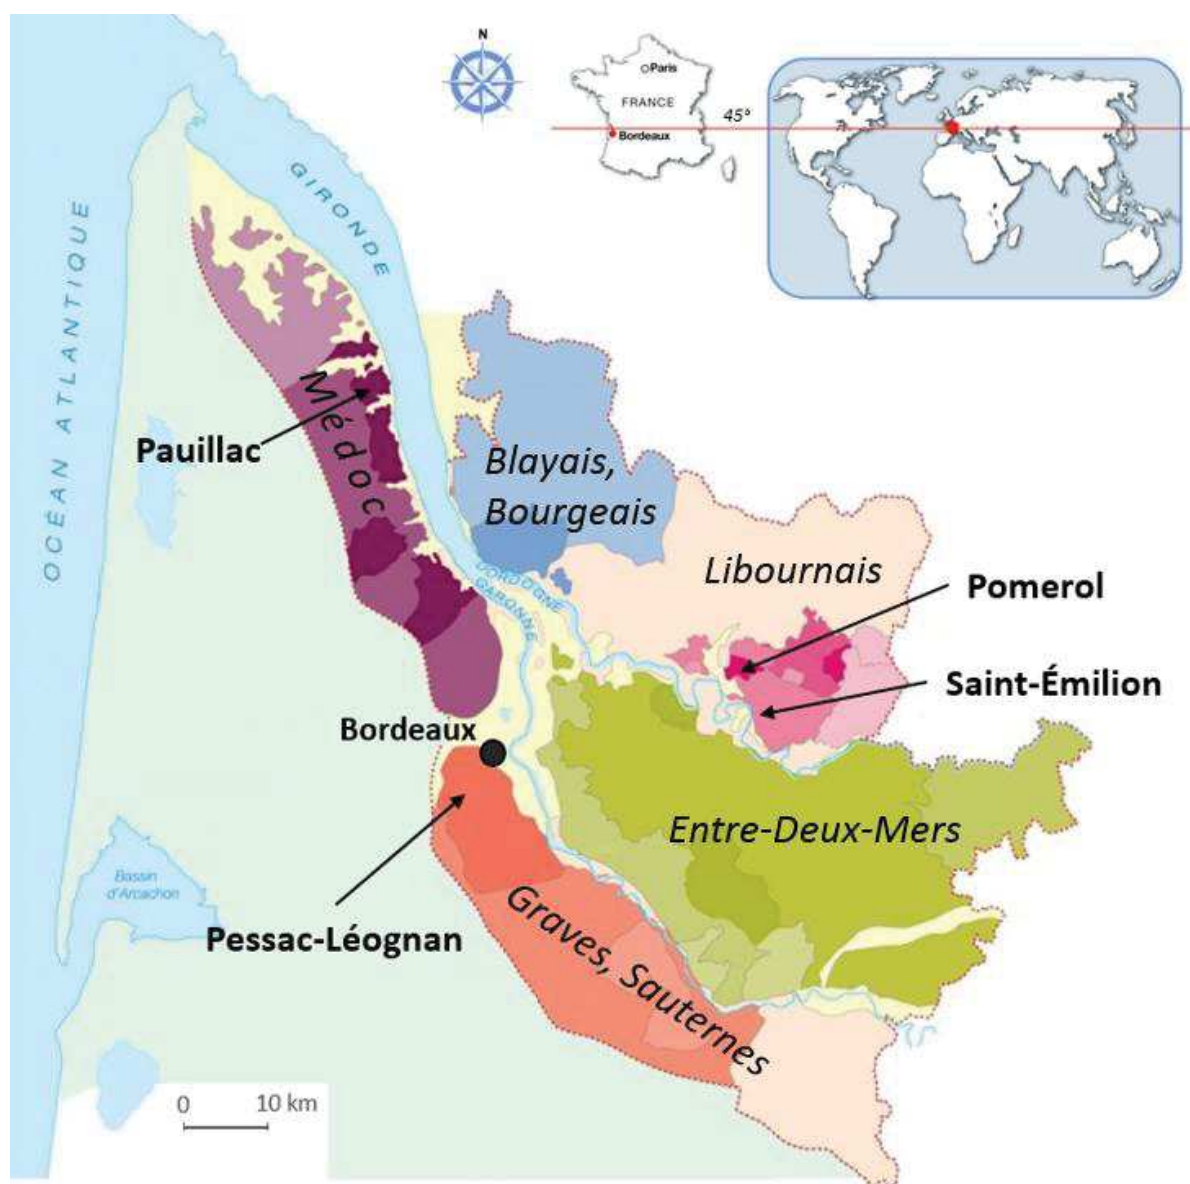 N
Paris
FRANCE
Bordeaux
45°
GIRONDE
OCÉAN ATLANTIQUE
Médoc
Pauillac
Blayais,
Bourgeais
Libournais
DORDOGNE
GARONNE
Pomerol
Saint-Émilion
Bordeaux
Entre-Deux-Mers
Bassin
d'Arcachon
Pessac-Léognan
Graves, Sauternes
0 10 km